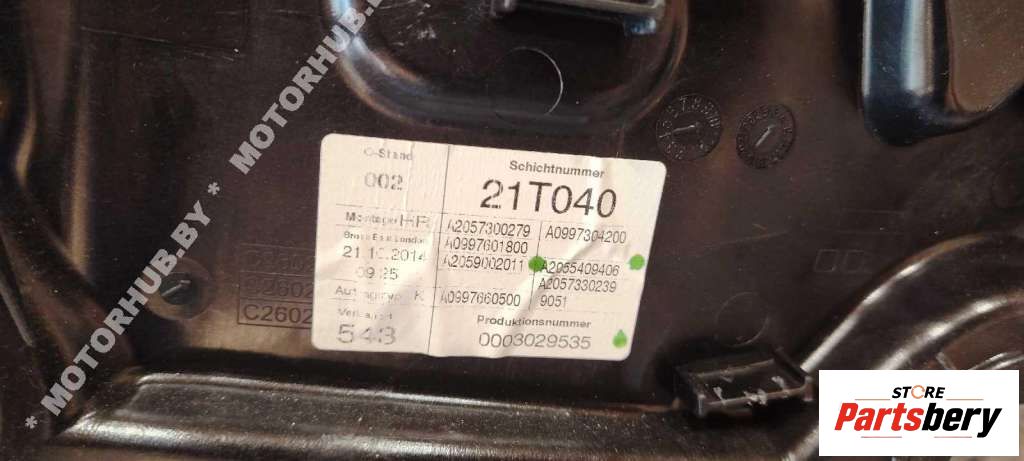 * MOTORHUB.BY * MOTORHUB.BY
002
Schichtnummer
21T040
HR
A2057300279 A0997304200
A0997601800
A2059002011 A2055409406
A2057330239
A0997660500 9051
21.10.2014
09:25
K
543
Produktionsnummer
0003029535
STORE
Partsbery